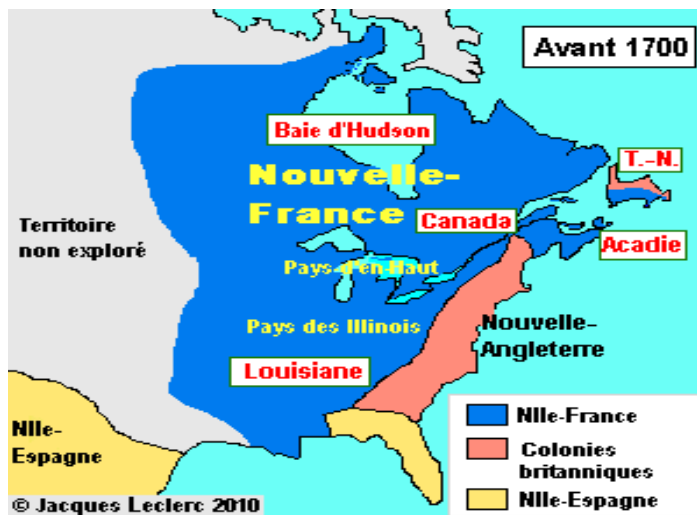 Avant 1700
Baie d'Hudson
T.-N.
Nouvelle-
France
Canada
Acadie
Territoire
non exploré
Pays-d'en-Haut
Pays des Illinois
Nouvelle-
Angleterre
Louisiane
Nlle-
Espagne
Nlle-France
Colonies
britanniques
Nlle-Espagne
© Jacques Leclerc 2010